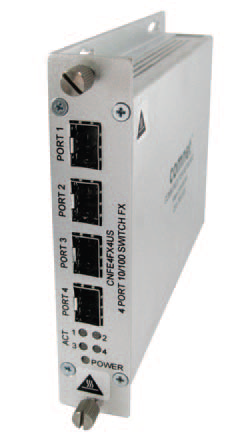 PORT 1
PORT 2
PORT 3
PORT 4
CNFE4FX4US
4 PORT 10/100 SWITCH FX
ACT
1 2
3 4
POWER
comnet